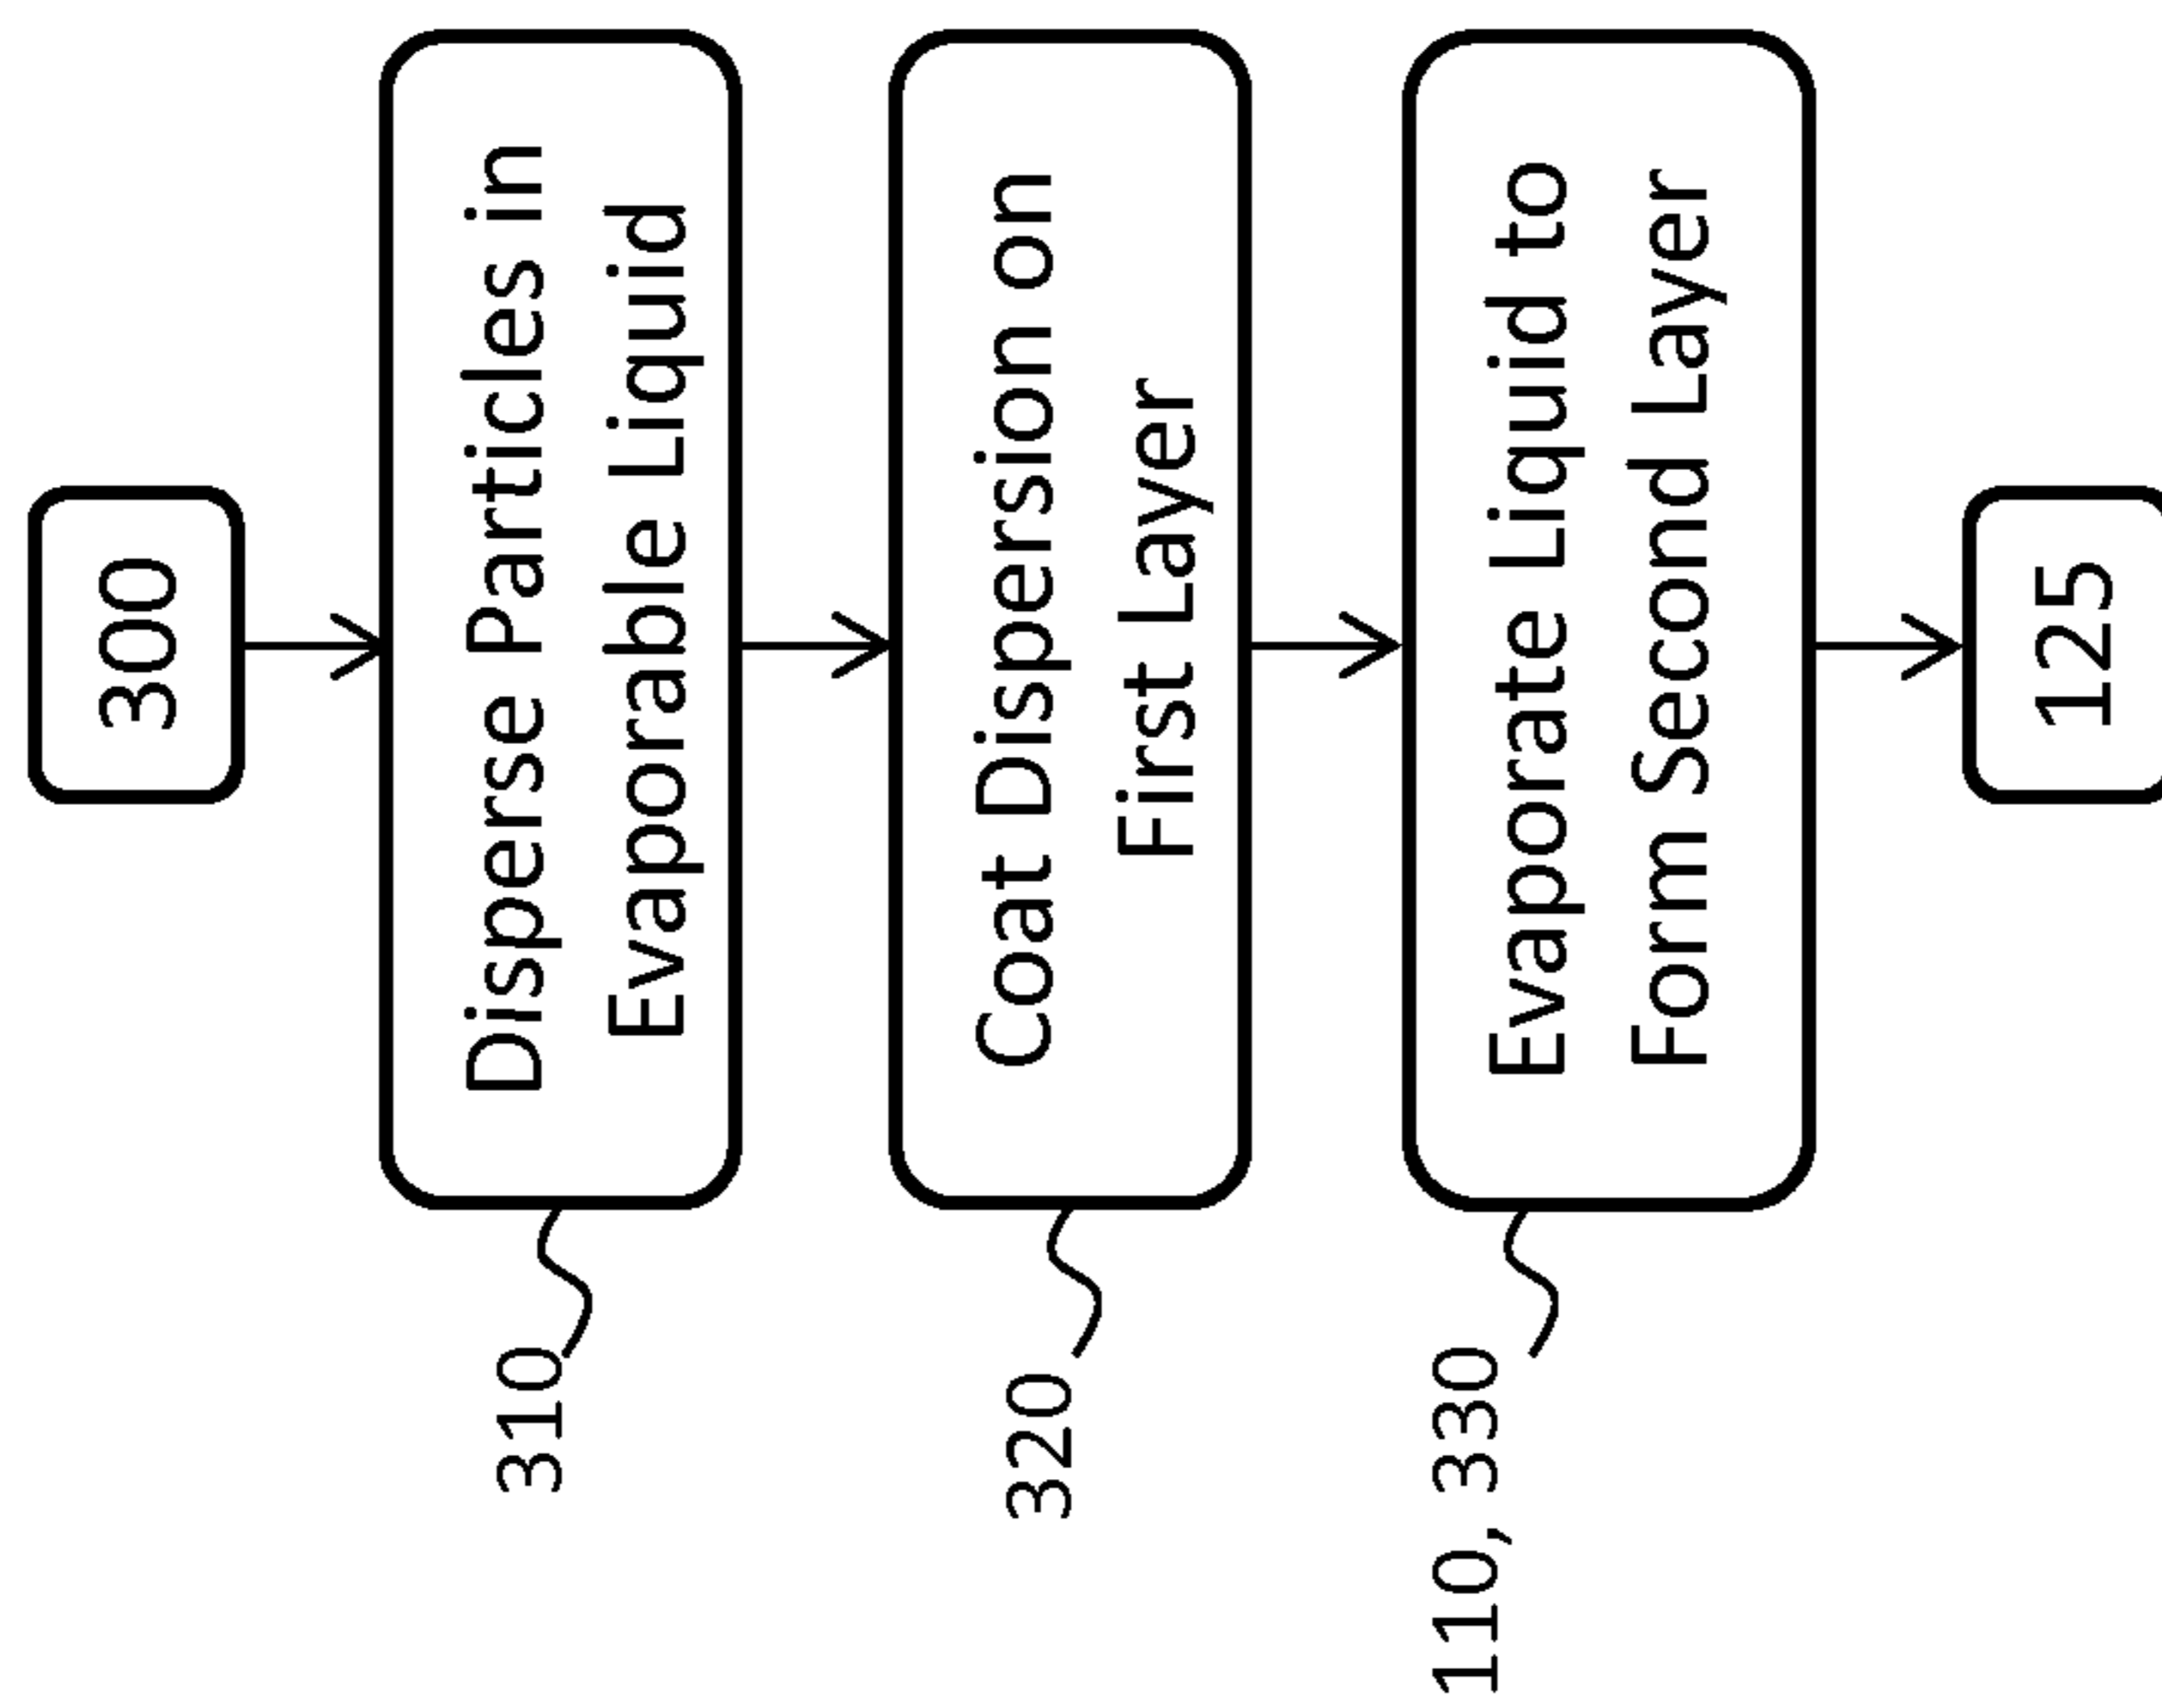 300
310
Disperse Particles in
Evaporable Liquid
320
Coat Dispersion on
First Layer
110, 330
Evaporate Liquid to
Form Second Layer
125